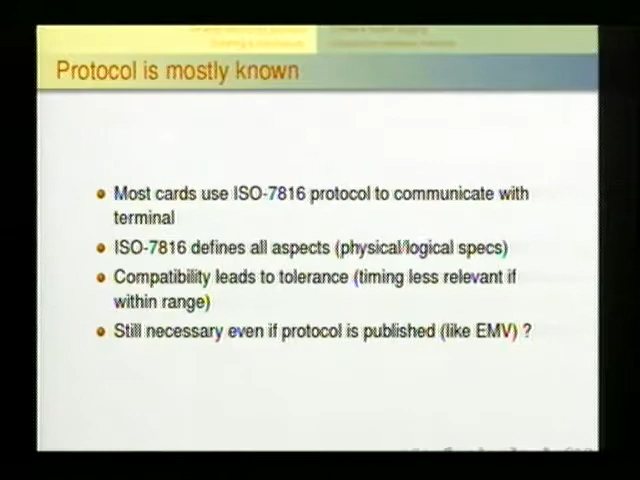 Protocol is mostly known
Most cards use ISO-7816 protocol to communicate with
terminal
ISO-7816 defines all aspects (physical/logical specs)
Compatibility leads to tolerance (timing less relevant if
within range)
Still necessary even if protocol is published (like EMV) ?